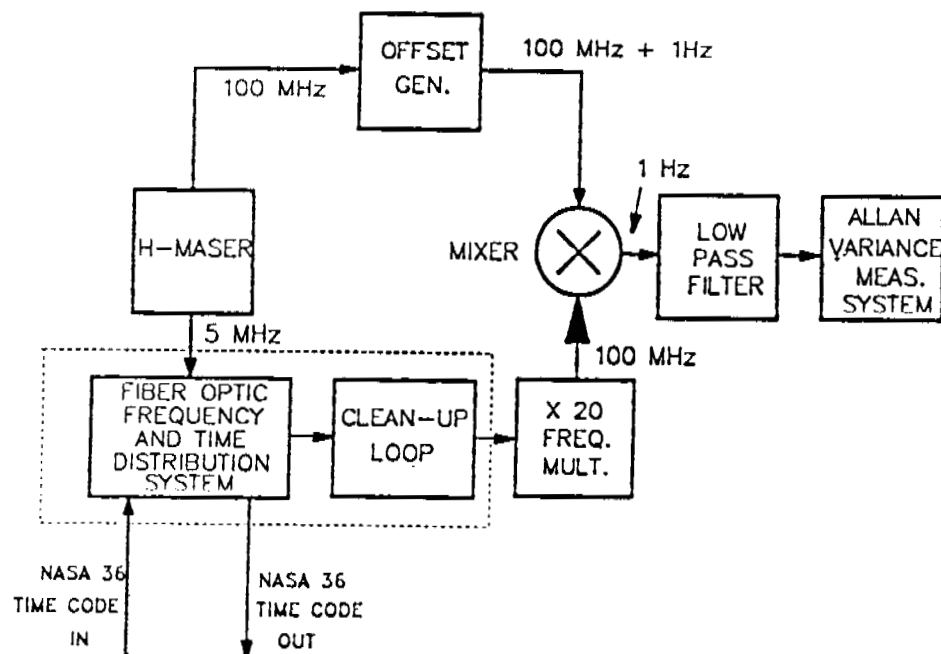 OFFSET
GEN.
100 MHz
100 MHz + 1Hz
H-MASER
1 Hz
MIXER
LOW
PASS
FILTER
ALLAN
VARIANCE
MEAS.
SYSTEM
5 MHz
100 MHz
FIBER OPTIC
FREQUENCY
AND TIME
DISTRIBUTION
SYSTEM
CLEAN-UP
LOOP
X 20
FREQ.
MULT.
NASA 36
TIME CODE
IN
NASA 36
TIME CODE
OUT